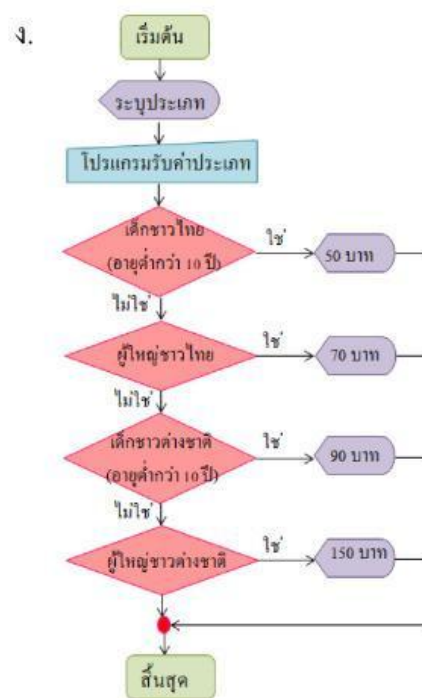 ง.
เริ่มต้น
ระบุประเภท
โปรแกรมรับค่าประเภท
เด็กชาวไทย
(อายุต่ำกว่า 10 ปี)
ใช่
50 บาท
ไม่ใช่
ผู้ใหญ่ชาวไทย
ใช่
70 บาท
ไม่ใช่
เด็กชาวต่างชาติ
(อายุต่ำกว่า 10 ปี)
ใช่
90 บาท
ไม่ใช่
ผู้ใหญ่ชาวต่างชาติ
ใช่
150 บาท
สิ้นสุด